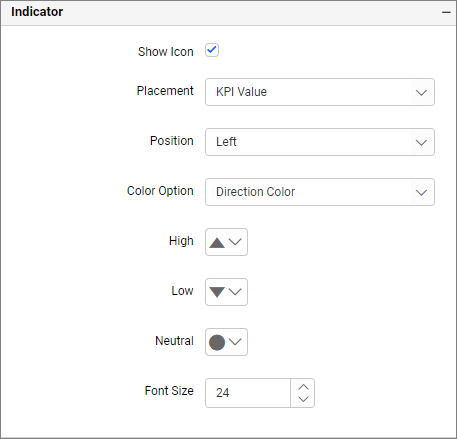 Indicator
Show Icon
Placement KPI Value
Position Left
Color Option Direction Color
High
Low
Neutral
Font Size 24